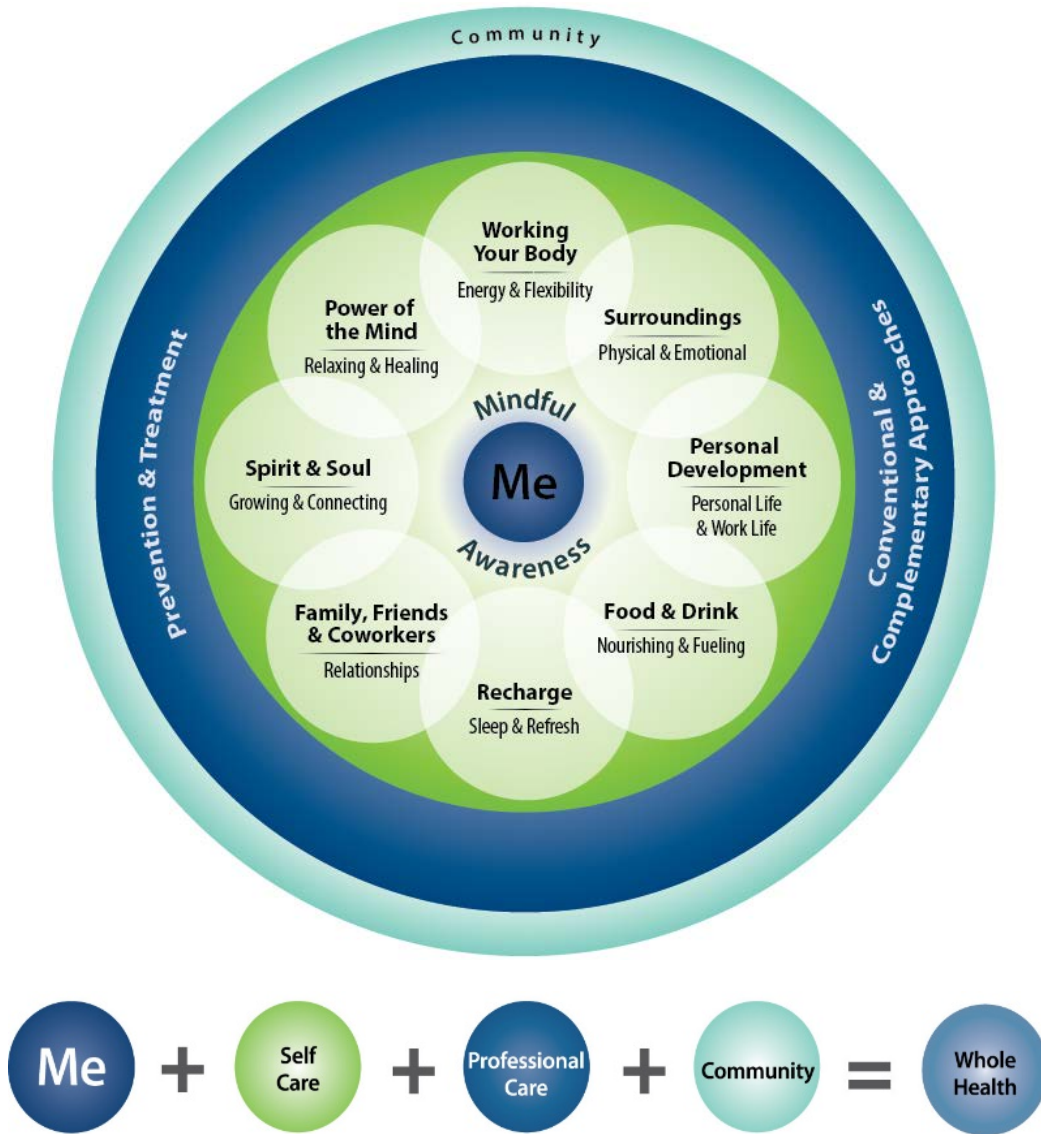 Community
Working
Your Body
Energy & Flexibility
Surroundings
Physical & Emotional
Personal
Development
Personal Life
& Work Life
Food & Drink
Nourishing & Fueling
Recharge
Sleep & Refresh
Family, Friends
& Coworkers
Relationships
Spirit & Soul
Growing & Connecting
Power of
the Mind
Relaxing & Healing
Mindful
Me
Awareness
Prevention & Treatment
Conventional &
Complementary Approaches
Me
+
Self
Care
+
Professional
Care
+
Community
=
Whole
Health